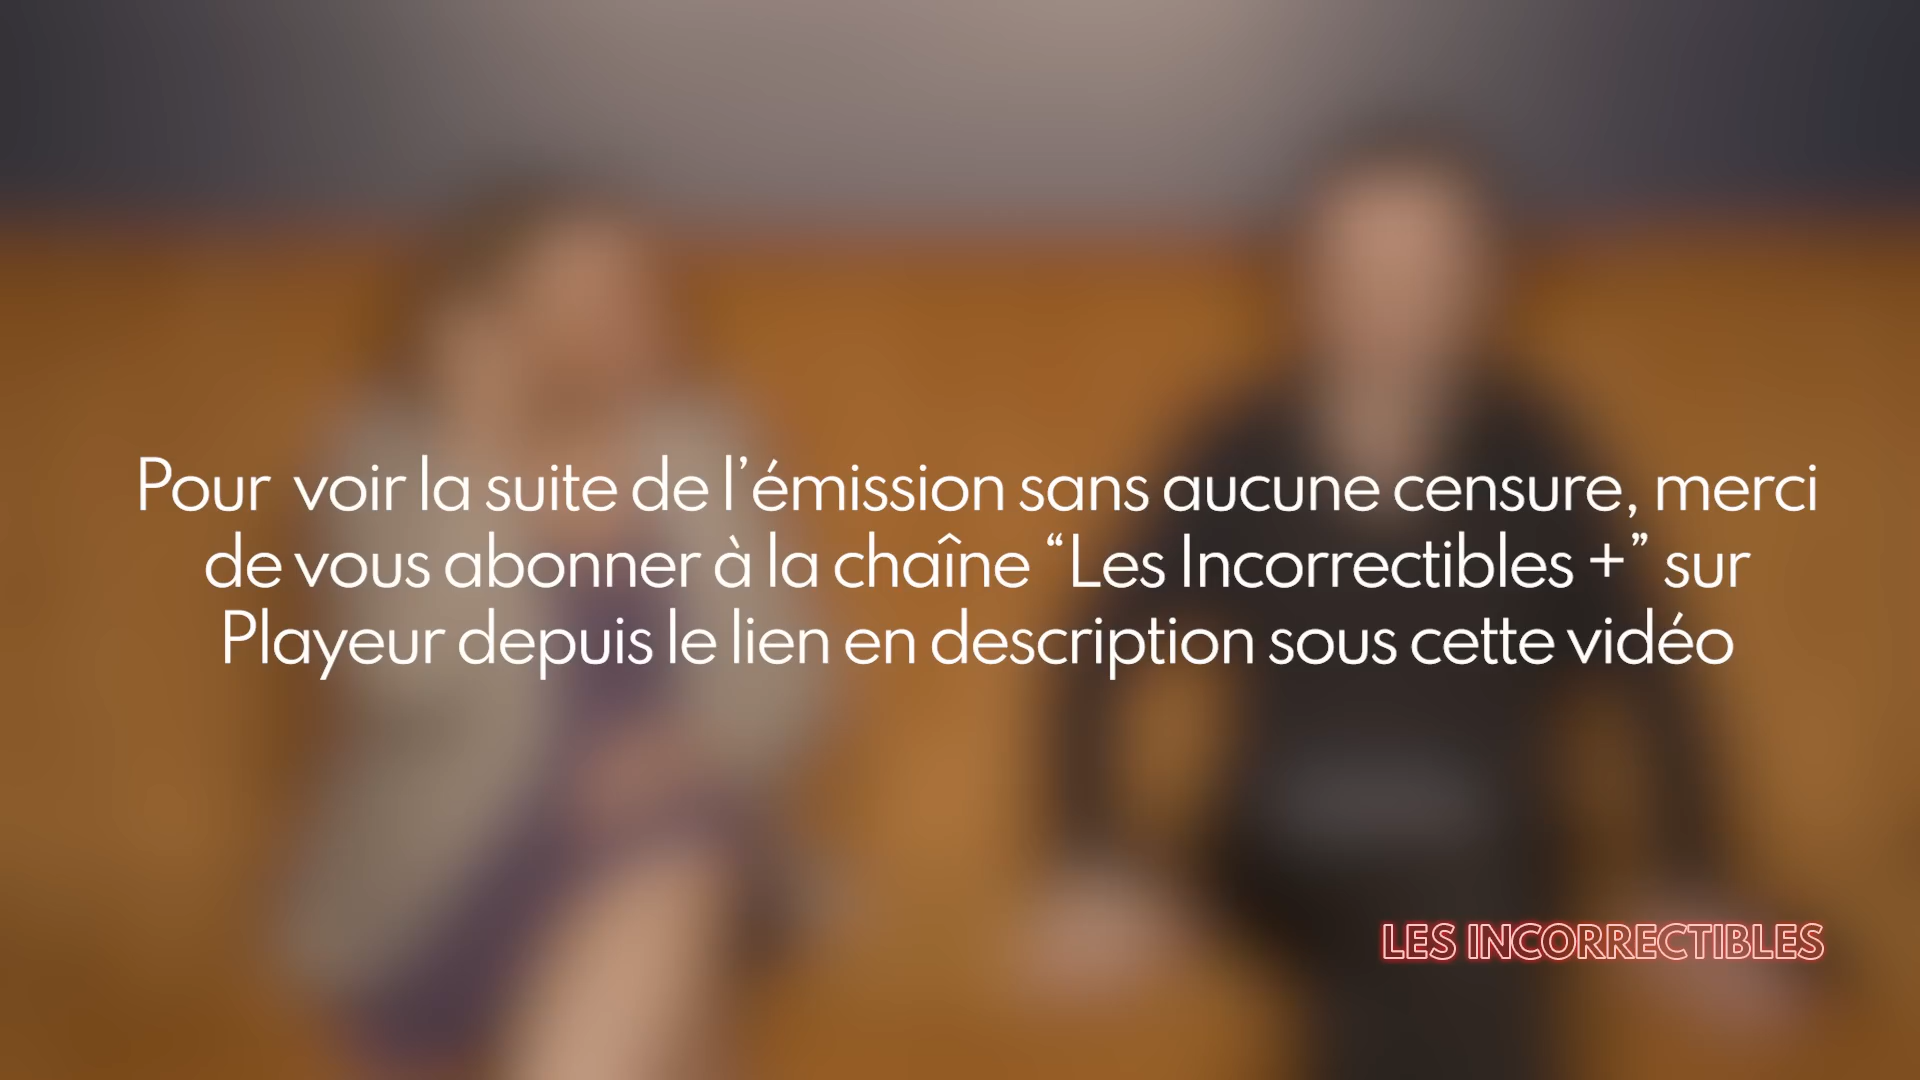 Pour voir la suite de l’émission sans aucune censure, merci
de vous abonner à la chaîne “Les Incorrectibles +” sur
Playeur depuis le lien en description sous cette vidéo
LES INCORRECTIBLES